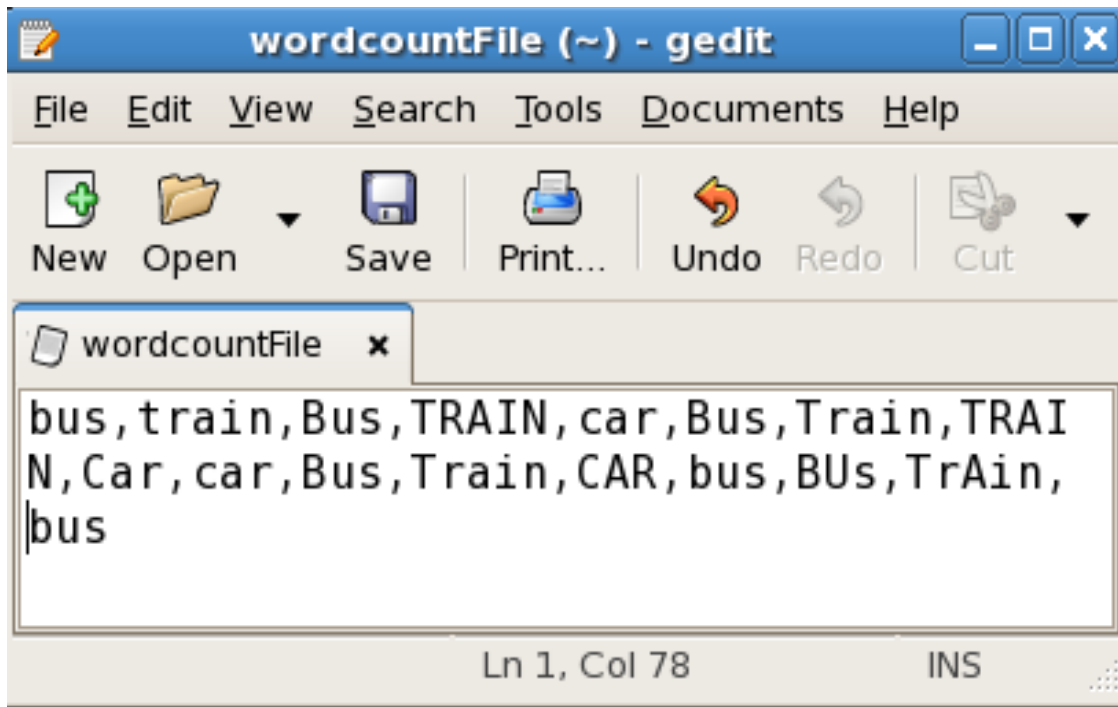 wordcountFile (~) - gedit
File Edit View Search Tools Documents Help
New Open Save Print... Undo Redo Cut
wordcountFile
bus,train,Bus,TRAIN,car,Bus,Train,TRAI
N,Car,car,Bus,Train,CAR,bus,BUs,TrAin,
bus
Ln 1, Col 78 INS